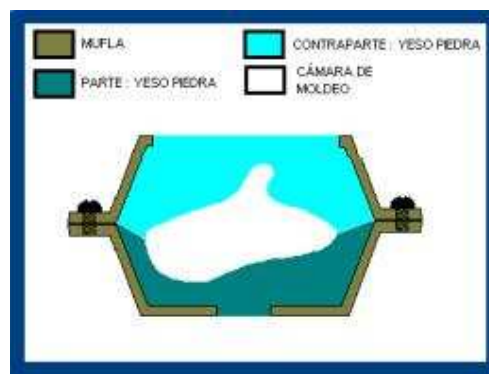 MUFLA
CONTRAPARTE : YESO PIEDRA
PARTE : YESO PIEDRA
CÁMARA DE
MOLDEO